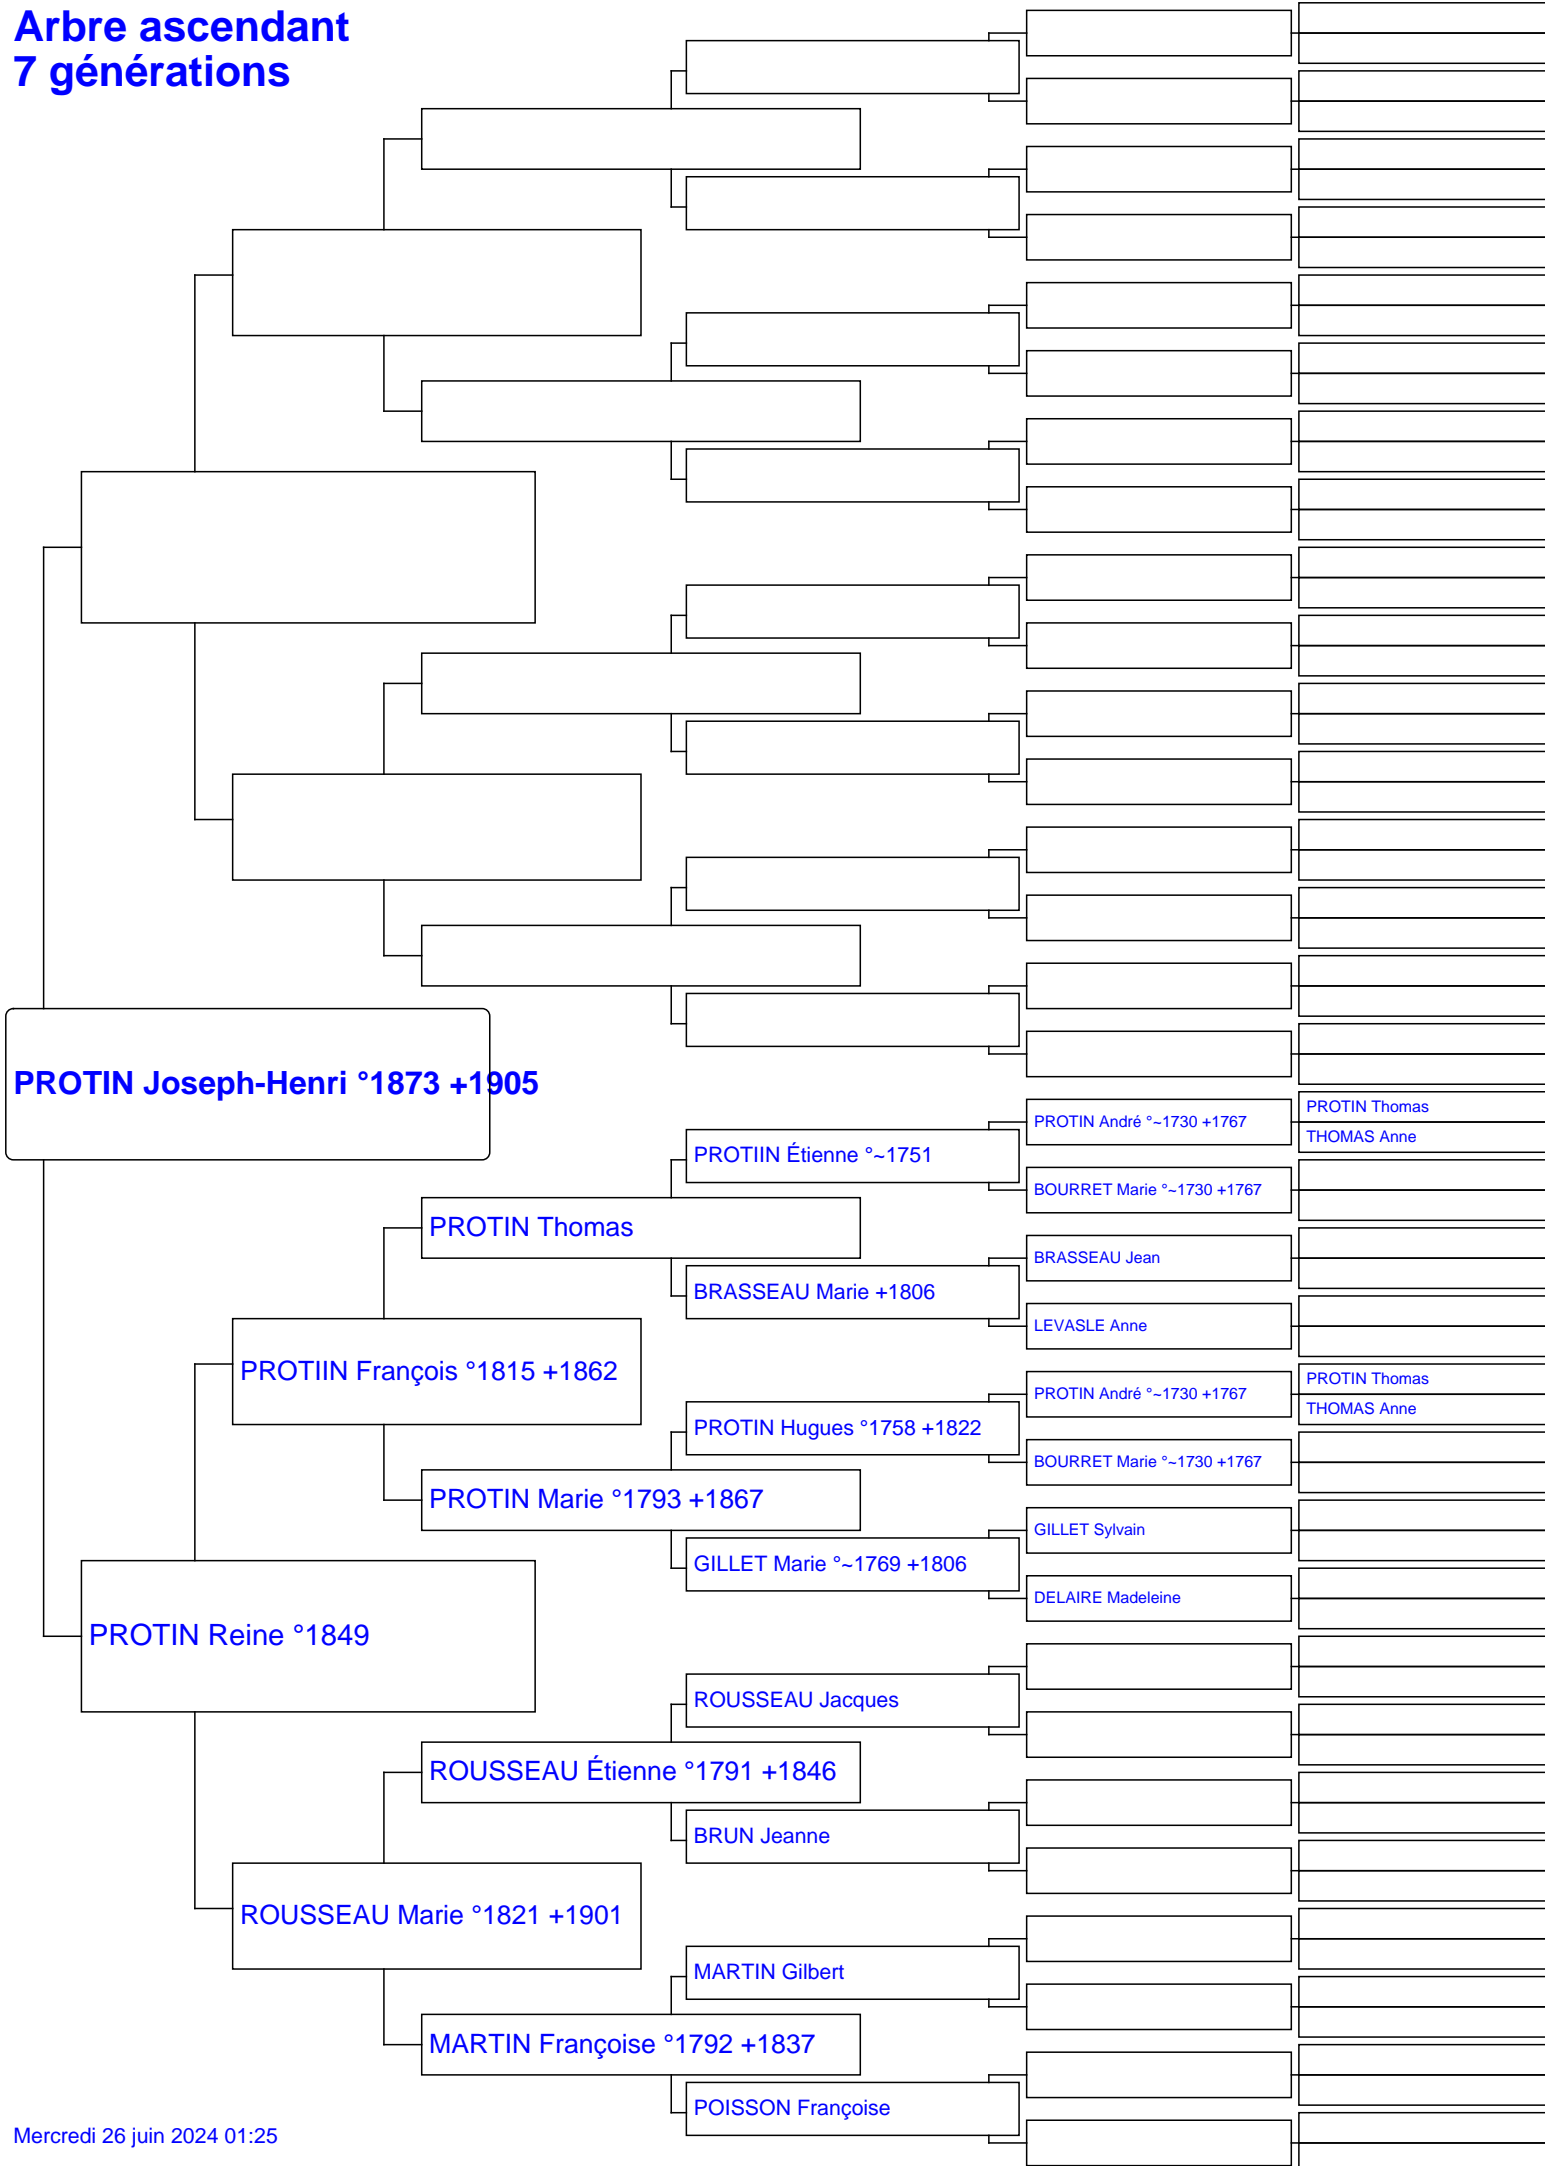 Arbre ascendant
7 générations
PROTIN Joseph-Henri °1873 +1905
PROTIN André °~1730 +1767
PROTIN Thomas
THOMAS Anne
PROTIIN Étienne °~1751
BOURRET Marie °~1730 +1767
PROTIN Thomas
BRASSEAU Jean
BRASSEAU Marie +1806
LEVASLE Anne
PROTIIN François °1815 +1862
PROTIN André °~1730 +1767
PROTIN Thomas
THOMAS Anne
PROTIN Hugues °1758 +1822
BOURRET Marie °~1730 +1767
PROTIN Marie °1793 +1867
GILLET Sylvain
GILLET Marie °~1769 +1806
DELAIRE Madeleine
PROTIN Reine °1849
ROUSSEAU Jacques
ROUSSEAU Étienne °1791 +1846
BRUN Jeanne
ROUSSEAU Marie °1821 +1901
MARTIN Gilbert
MARTIN Françoise °1792 +1837
POISSON Françoise
Mercredi 26 juin 2024 01:25